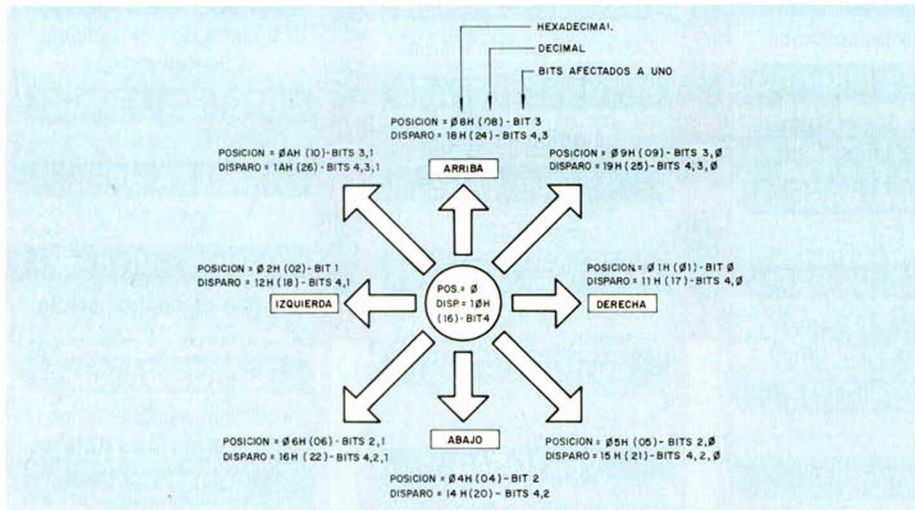 HEXADECIMAL
DECIMAL
BITS AFECTADOS A UNO
POSICION = Ø8H (08) - BIT 3
DISPARO = 18H (24) - BITS 4,3
POSICION = ØAH (10) - BITS 3,1
DISPARO = 1AH (26) - BITS 4,3,1
ARRIBA
POSICION = Ø9H (09) - BITS 3,Ø
DISPARO = 19H (25) - BITS 4,3,Ø
POSICION = Ø2H (02) - BIT 1
DISPARO = 12H (18) - BITS 4,1
IZQUIERDA
POS. = Ø
DISP = 1ØH
(16) - BIT4
POSICION = Ø1H (Ø1) - BIT Ø
DISPARO = 11H (17) - BITS 4,Ø
DERECHA
POSICION = Ø6H (06) - BITS 2,1
DISPARO = 16H (22) - BITS 4,2,1
ABAJO
POSICION = Ø5H (05) - BITS 2,Ø
DISPARO = 15H (21) - BITS 4,2,Ø
POSICION = Ø4H (04) - BIT 2
DISPARO = 14H (20) - BITS 4,2